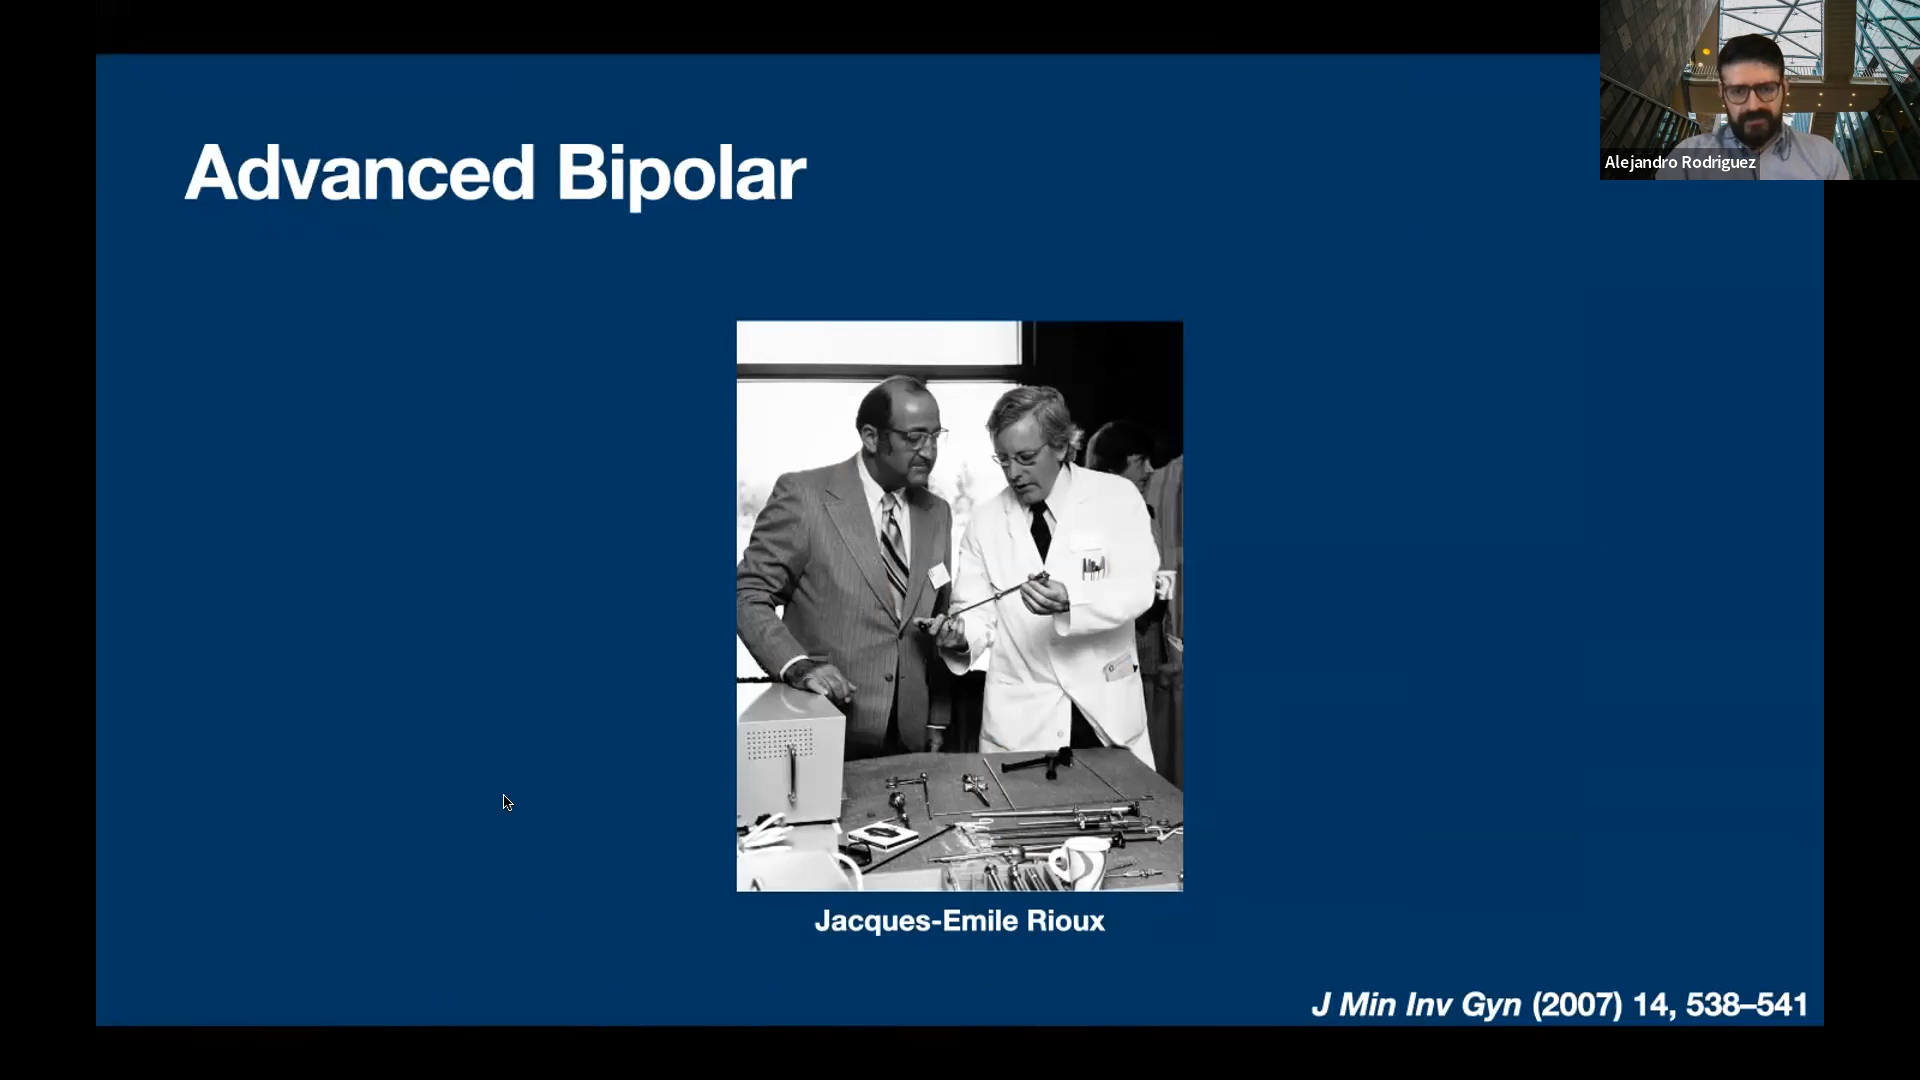 Advanced Bipolar
Alejandro Rodriguez
Jacques-Emile Rioux
J Min Inv Gyn (2007) 14, 538–541